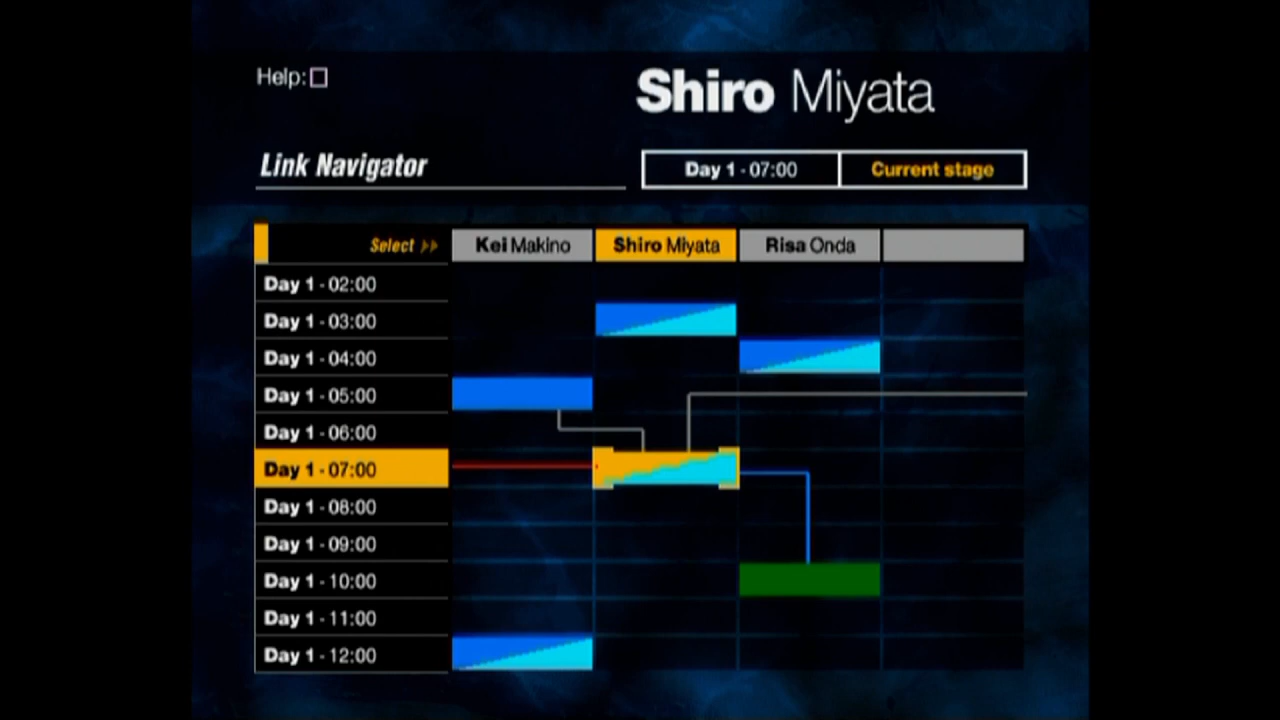 Help:□
Shiro Miyata
Link Navigator
Day 1 - 07:00 Current stage
Select Kei Makino Shiro Miyata Risa Onda
Day 1 - 02:00
Day 1 - 03:00
Day 1 - 04:00
Day 1 - 05:00
Day 1 - 06:00
Day 1 - 07:00
Day 1 - 08:00
Day 1 - 09:00
Day 1 - 10:00
Day 1 - 11:00
Day 1 - 12:00